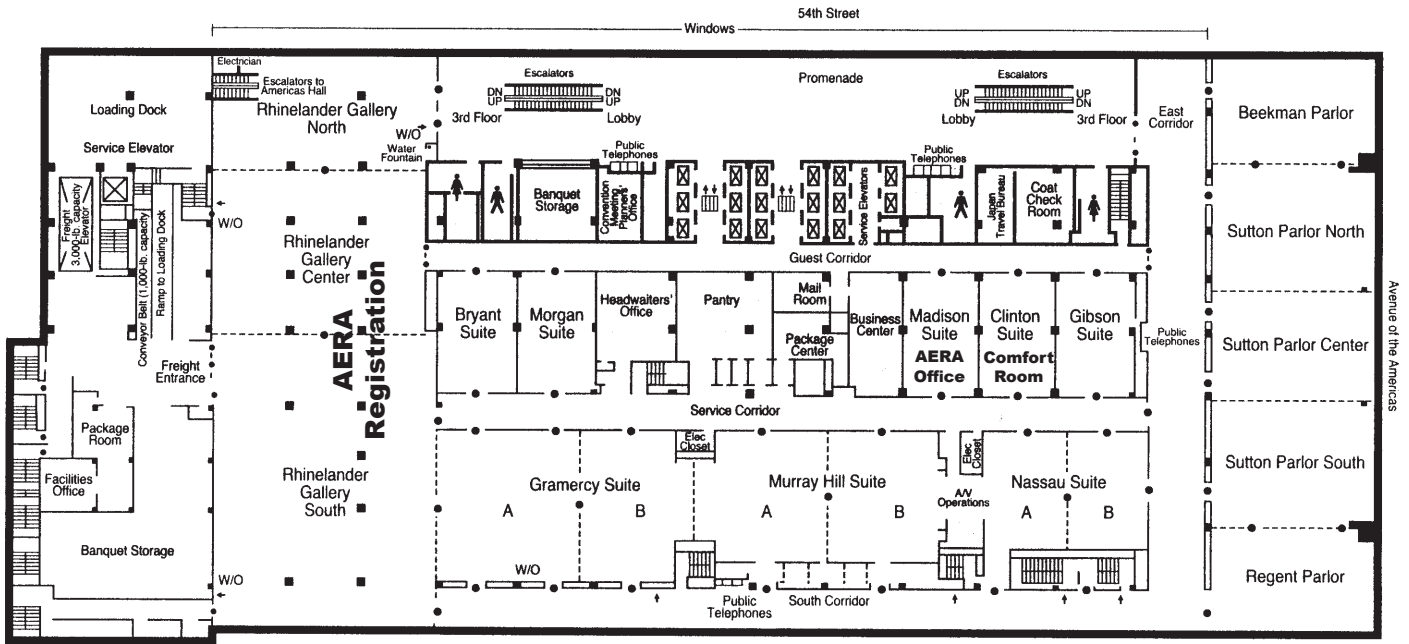 54th Street
Windows
Electrician
Escalators to
Americas Hall
Loading Dock
Rhinelander Gallery
North
Escalators
DN
UP
DN
UP
3rd Floor
Lobby
Promenade
Escalators
UP
DN
UP
DN
Lobby
3rd Floor
East
Corridor
Beekman Parlor
Service Elevator
W/O
Water
Fountain
Public
Telephones
Public
Telephones
Freight
3,000-lb. capacity
Elevator
Conveyor Belt (1,000-lb. capacity)
Ramp to Loading Dock
W/O
Banquet
Storage
Convention
Meeting
Planners'
Office
Service Elevators
Japan
Travel Bureau
Coat
Check
Room
Sutton Parlor North
Rhinelander
Gallery
Center
Guest Corridor
AERA
Registration
Bryant
Suite
Morgan
Suite
Headwaiters'
Office
Pantry
Mail
Room
Package
Center
Business
Center
Madison
Suite
AERA
Office
Clinton
Suite
Comfort
Room
Gibson
Suite
Public
Telephones
Sutton Parlor Center
Avenue of the Americas
Freight
Entrance
Service Corridor
Package
Room
Facilities
Office
Rhinelander
Gallery
South
Elec
Closet
Elec
Closet
Gramercy Suite
A
B
Murray Hill Suite
A
B
A/V
Operations
Nassau Suite
A
B
Sutton Parlor South
Banquet Storage
W/O
W/O
Public
Telephones
South Corridor
Regent Parlor